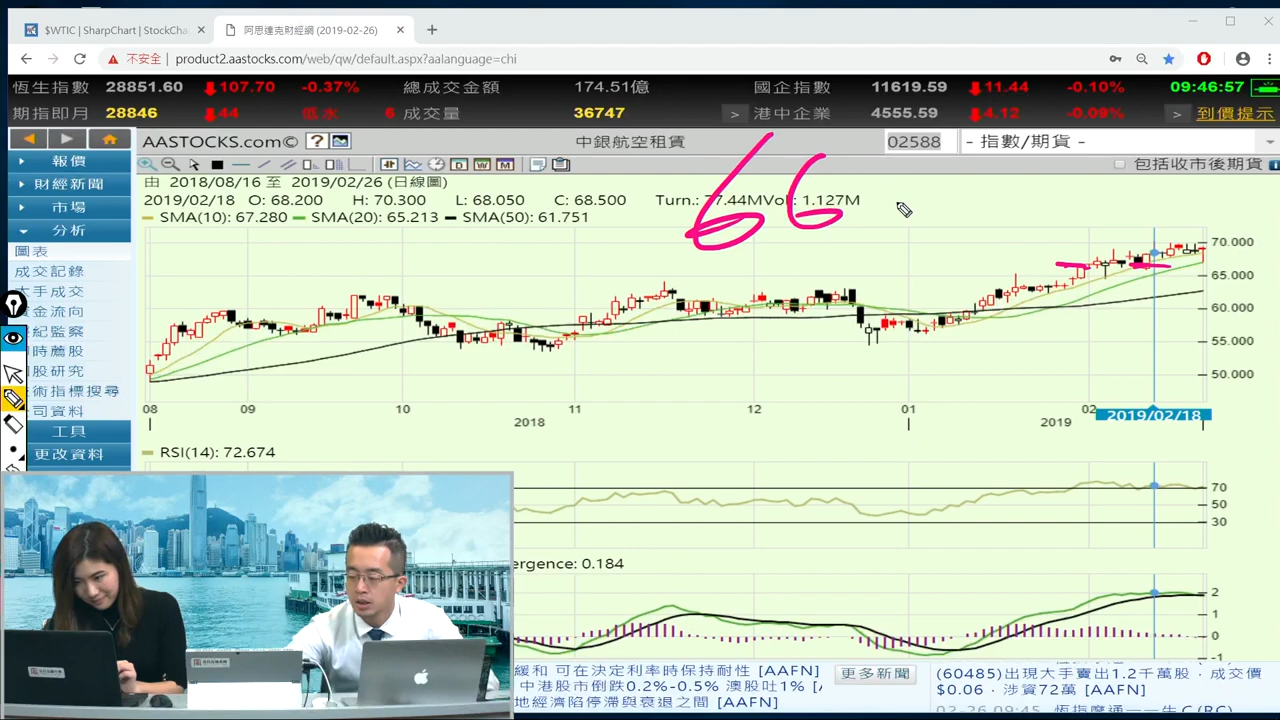 $WTIC | SharpChart | StockCha
阿思達克財經網 (2019-02-26)
不安全 product2.aastocks.com/web/qw/default.aspx?aalanguage=chi
恆生指數 28851.60 107.70 -0.37% 總成交金額 174.51億 國企指數 11619.59 11.44 -0.10% 09:46:57
期指即月 28846 44 低水 6 成交量 36747 > 港中企業 4555.59 4.12 -0.09% > 到價提示
AASTOCKS.com© ? 中銀航空租賃 02588 - 指數/期貨 -
D W M 包括收市後期貨
由 2018/08/16 至 2019/02/26 (日線圖)
2019/02/18 O: 68.200 H: 70.300 L: 68.050 C: 68.500 Turn.: 77.44M Vol: 1.127M
SMA(10): 67.280 SMA(20): 65.213 SMA(50): 61.751
66
報價
財經新聞
市場
分析
圖表
成交記錄
大手成交
資金流向
紀監察
時薦股
股研究
技術指標搜尋
公司資料
工具
更改資料
70.000
65.000
60.000
55.000
50.000
08 09 10 11 12 01 02 2019/02/18
2018 2019
RSI(14): 72.674
70
50
30
ergence: 0.184
2
1
0
-1
緩和 可在決定利率時保持耐性 [AAFN]
中港股市倒跌0.2%-0.5% 澳股吐1% [A
地經濟陷停滯與衰退之間 [AAFN]
更多新聞
(60485)出現大手賣出1.2千萬股，成交價
$0.06，涉資72萬 [AAFN]